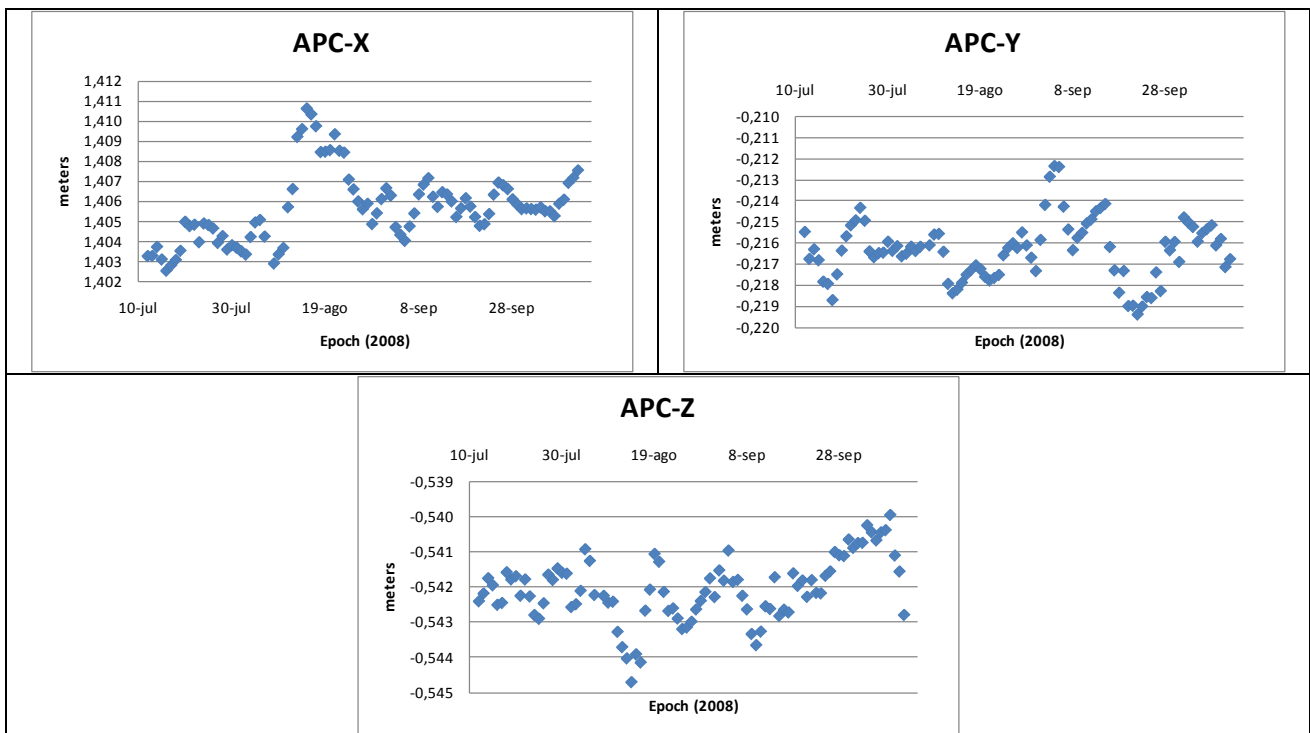 APC-X
1,412
1,411
1,410
1,409
1,408
1,407
1,406
1,405
1,404
1,403
1,402
meters
10-jul 30-jul 19-ago 8-sep 28-sep
Epoch (2008)
APC-Y
10-jul 30-jul 19-ago 8-sep 28-sep
-0,210
-0,211
-0,212
-0,213
-0,214
-0,215
-0,216
-0,217
-0,218
-0,219
-0,220
meters
Epoch (2008)
APC-Z
10-jul 30-jul 19-ago 8-sep 28-sep
-0,539
-0,540
-0,541
-0,542
-0,543
-0,544
-0,545
meters
Epoch (2008)